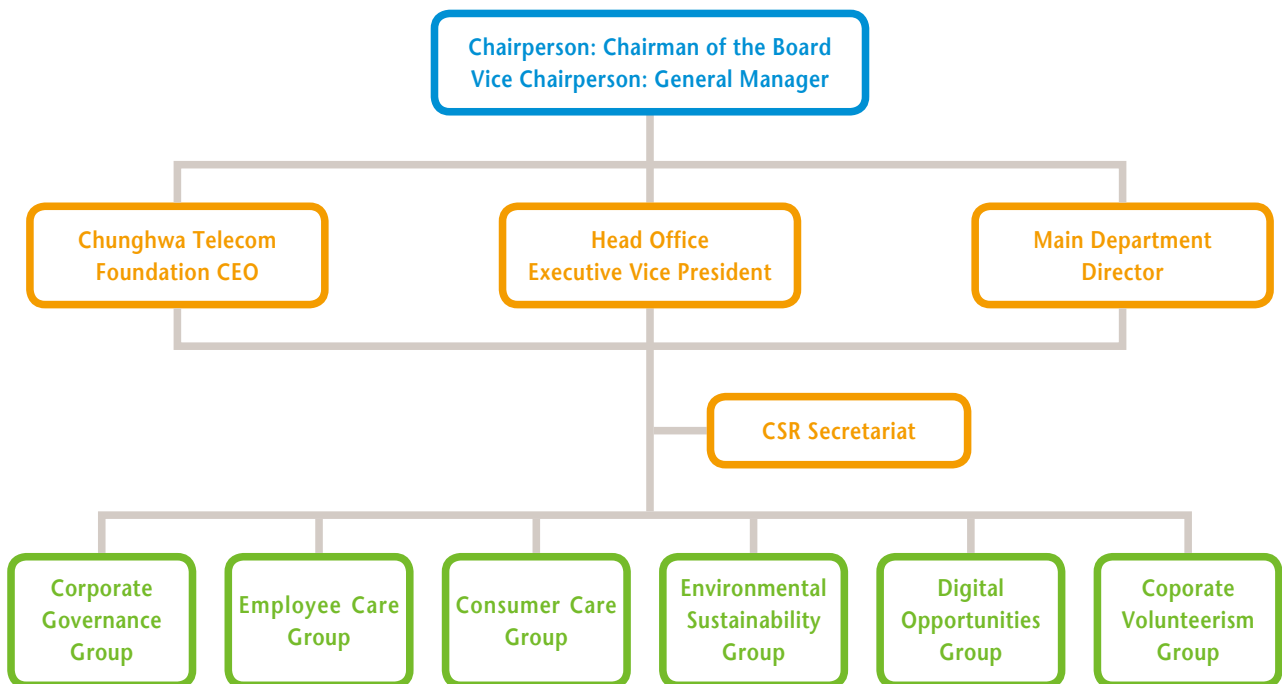 Chairperson: Chairman of the Board
Vice Chairperson: General Manager
Chunghwa Telecom
Foundation CEO
Head Office
Executive Vice President
Main Department
Director
CSR Secretariat
Corporate
Governance
Group
Employee Care
Group
Consumer Care
Group
Environmental
Sustainability
Group
Digital
Opportunities
Group
Coporate
Volunteerism
Group